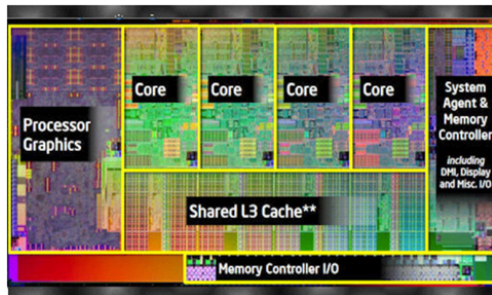 Processor
Graphics
Core
Core
Core
Core
System
Agent &
Memory
Controller
including
DMI, Display
and Misc. I/O
Shared L3 Cache**
Memory Controller I/O